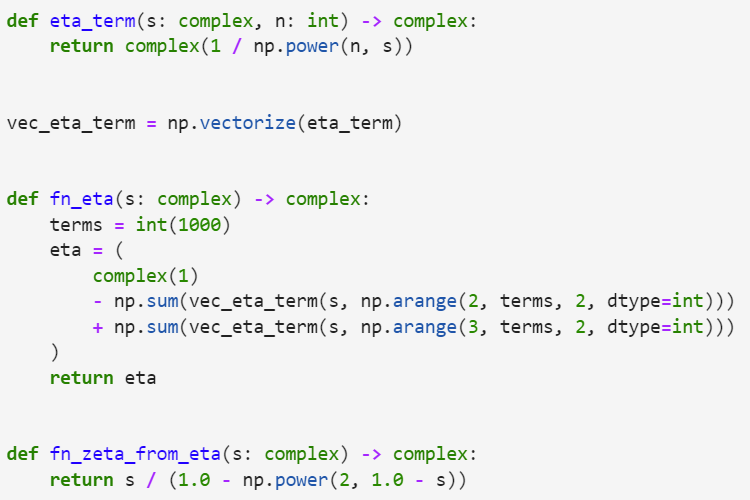 def eta_term(s: complex, n: int) -> complex:
    return complex(1 / np.power(n, s))
vec_eta_term = np.vectorize(eta_term)
def fn_eta(s: complex) -> complex:
    terms = int(1000)
    eta = (
        complex(1)
        - np.sum(vec_eta_term(s, np.arange(2, terms, 2, dtype=int)))
        + np.sum(vec_eta_term(s, np.arange(3, terms, 2, dtype=int)))
    )
    return eta
def fn_zeta_from_eta(s: complex) -> complex:
    return s / (1.0 - np.power(2, 1.0 - s))